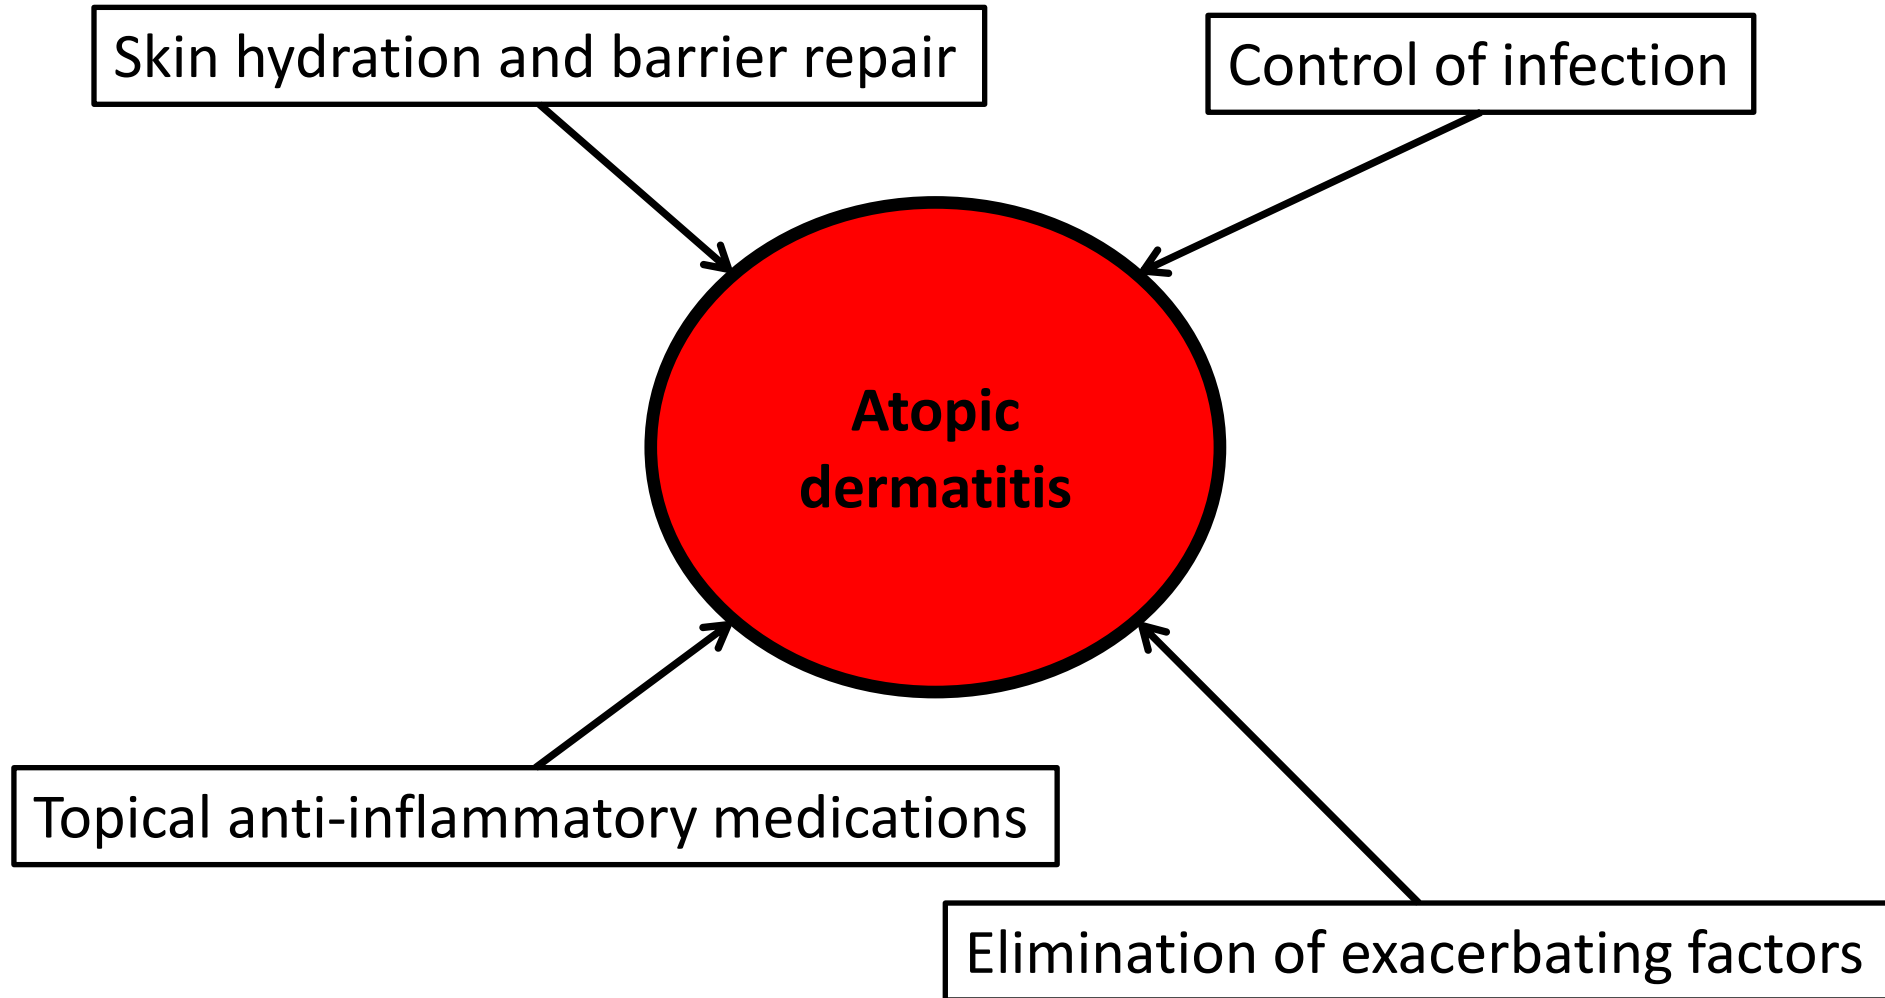 Skin hydration and barrier repair
Control of infection
Atopic
dermatitis
Topical anti-inflammatory medications
Elimination of exacerbating factors